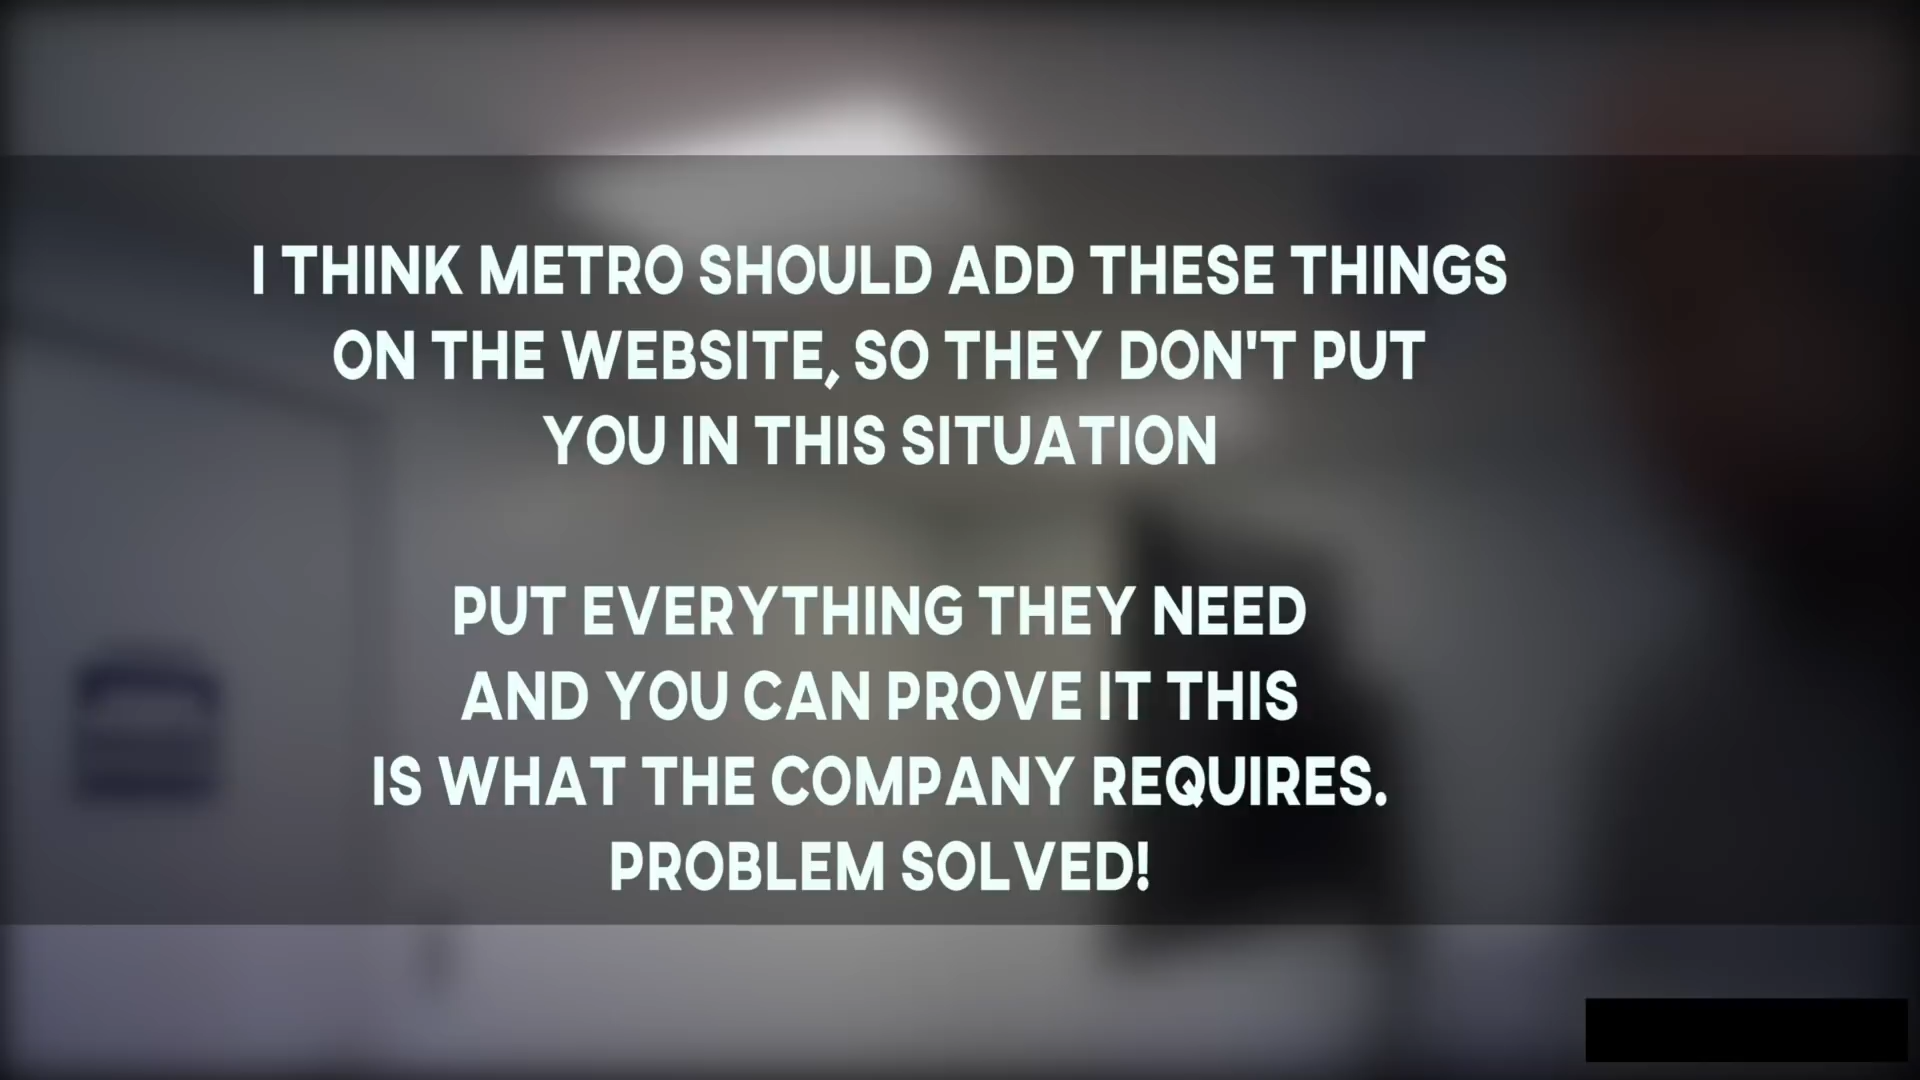 I THINK METRO SHOULD ADD THESE THINGS
ON THE WEBSITE, SO THEY DON'T PUT
YOU IN THIS SITUATION
PUT EVERYTHING THEY NEED
AND YOU CAN PROVE IT THIS
IS WHAT THE COMPANY REQUIRES.
PROBLEM SOLVED!